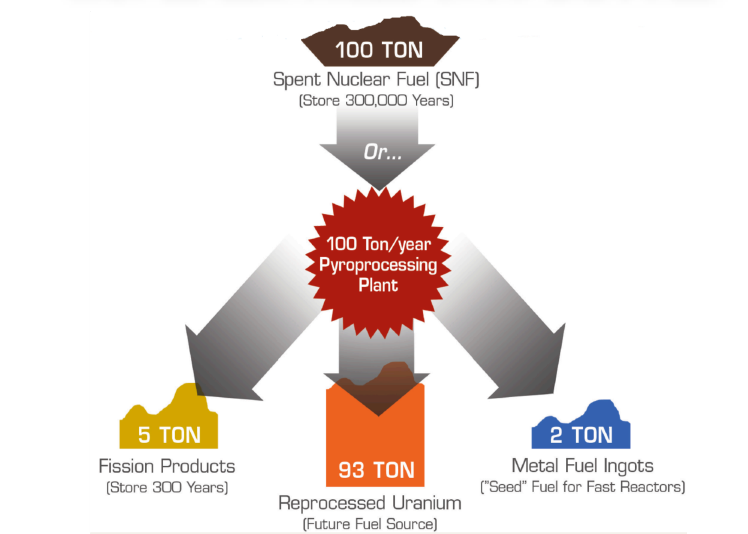 100 TON
Spent Nuclear Fuel (SNF)
(Store 300,000 Years)
Or...
100 Ton/year
Pyroprocessing
Plant
5 TON
Fission Products
(Store 300 Years)
93 TON
Reprocessed Uranium
(Future Fuel Source)
2 TON
Metal Fuel Ingots
("Seed" Fuel for Fast Reactors)